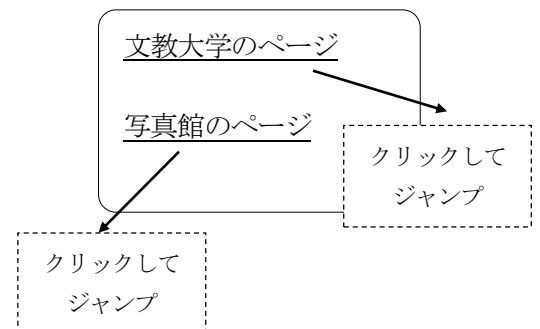 文教大学のページ
写真館のページ
クリックして
ジャンプ
クリックして
ジャンプ